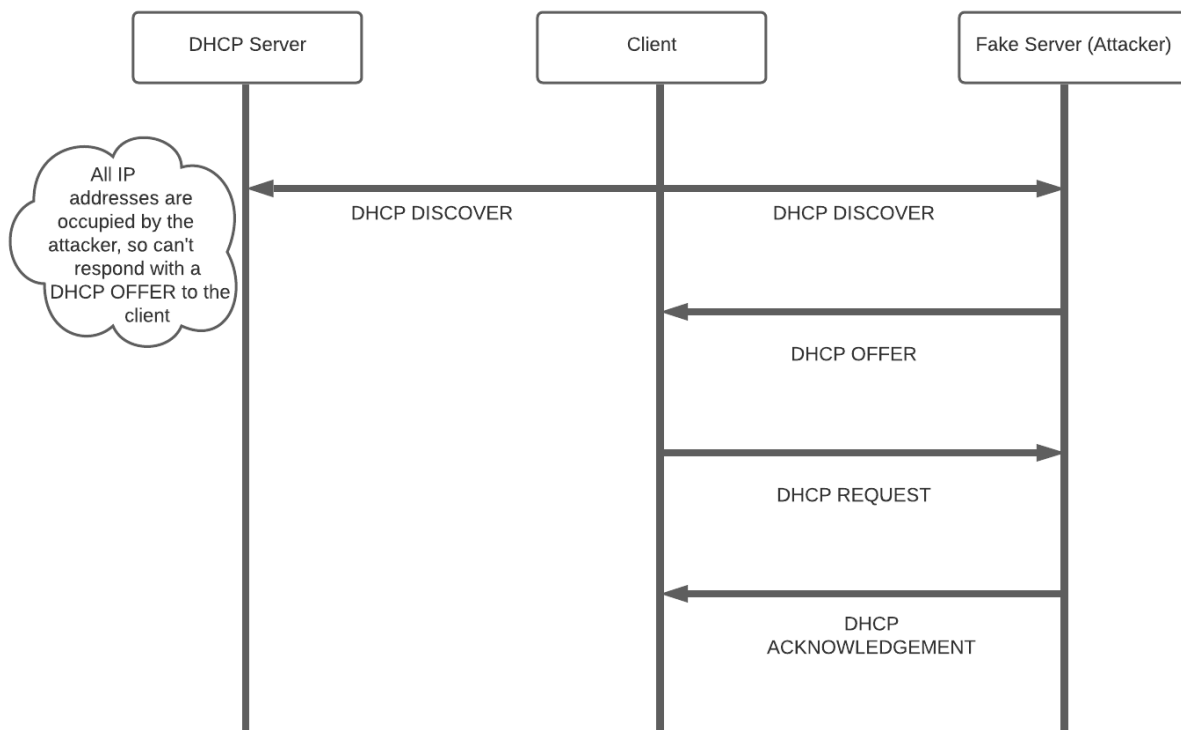 DHCP Server
Client
Fake Server (Attacker)
All IP
addresses are
occupied by the
attacker, so can't
respond with a
DHCP OFFER to the
client
DHCP DISCOVER
DHCP DISCOVER
DHCP OFFER
DHCP REQUEST
DHCP
ACKNOWLEDGEMENT